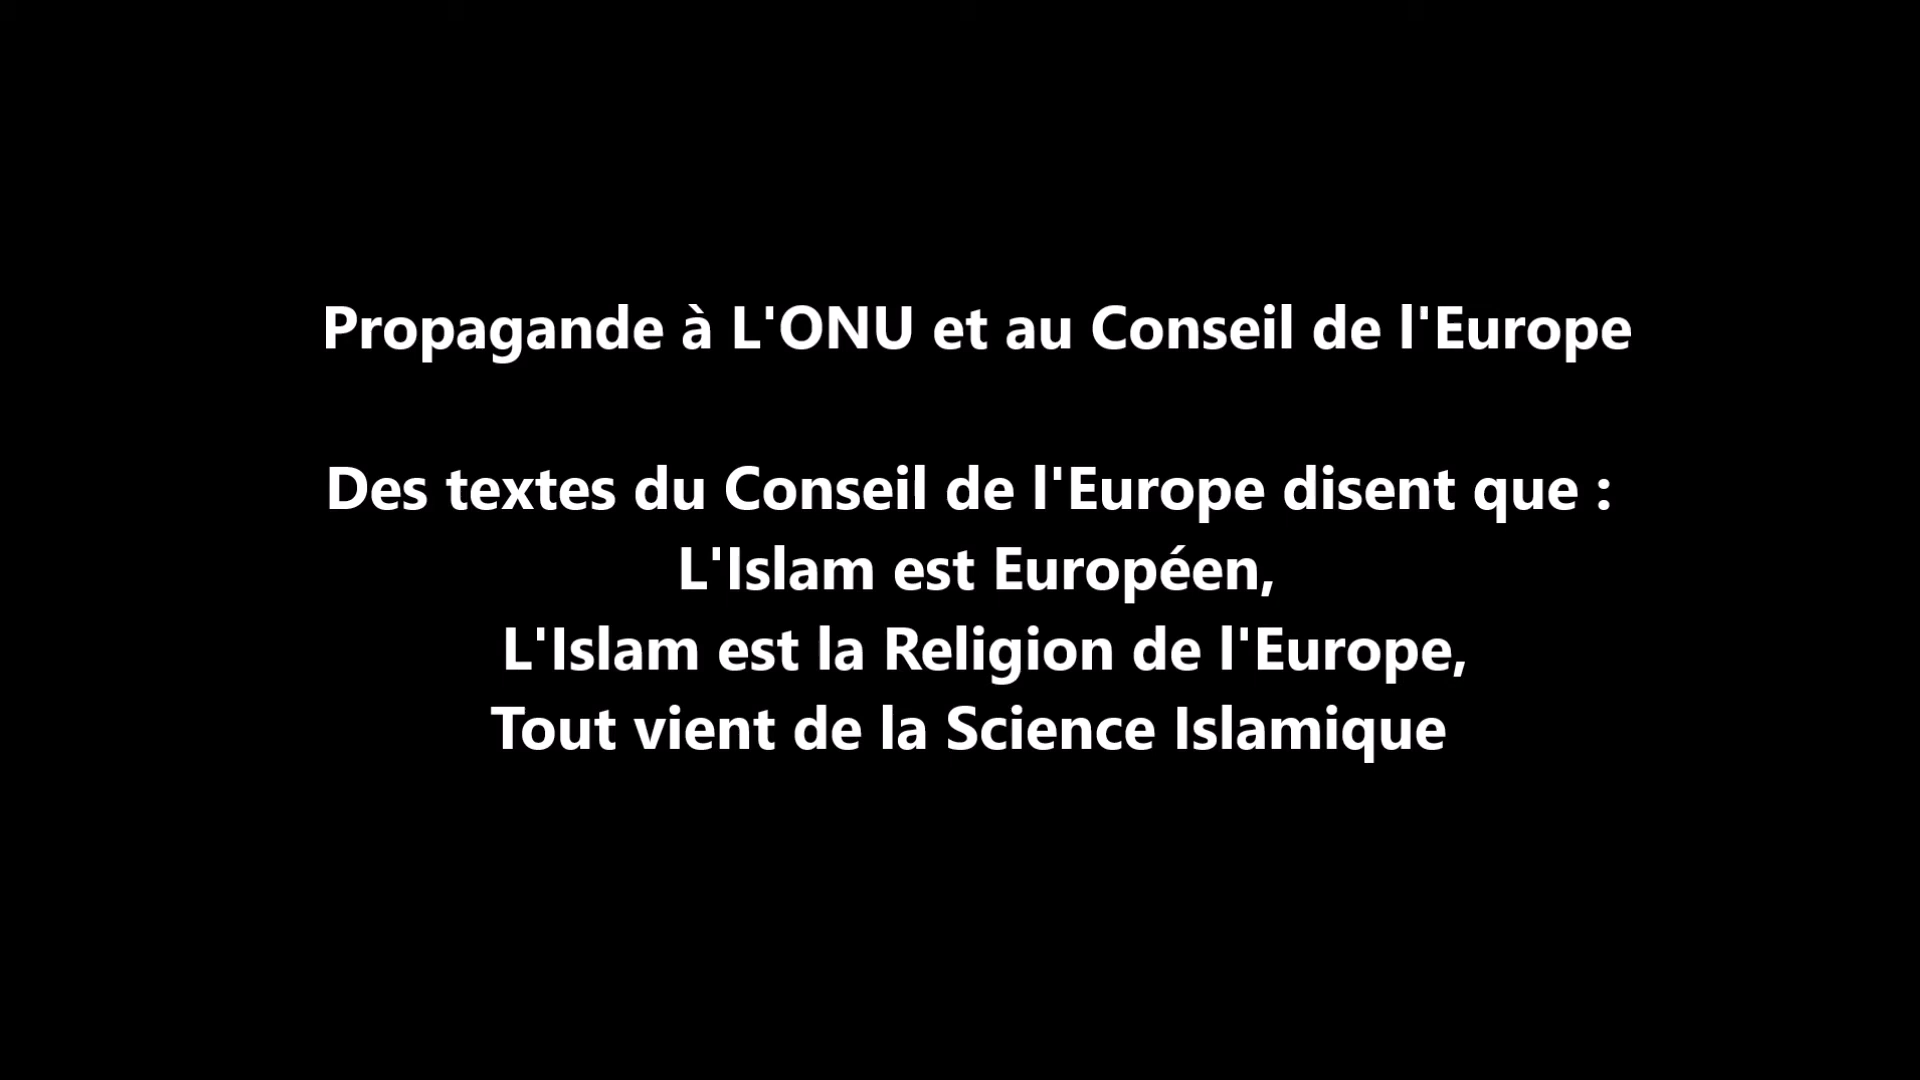 Propagande à L'ONU et au Conseil de l'Europe
Des textes du Conseil de l'Europe disent que :
L'Islam est Européen,
L'Islam est la Religion de l'Europe,
Tout vient de la Science Islamique